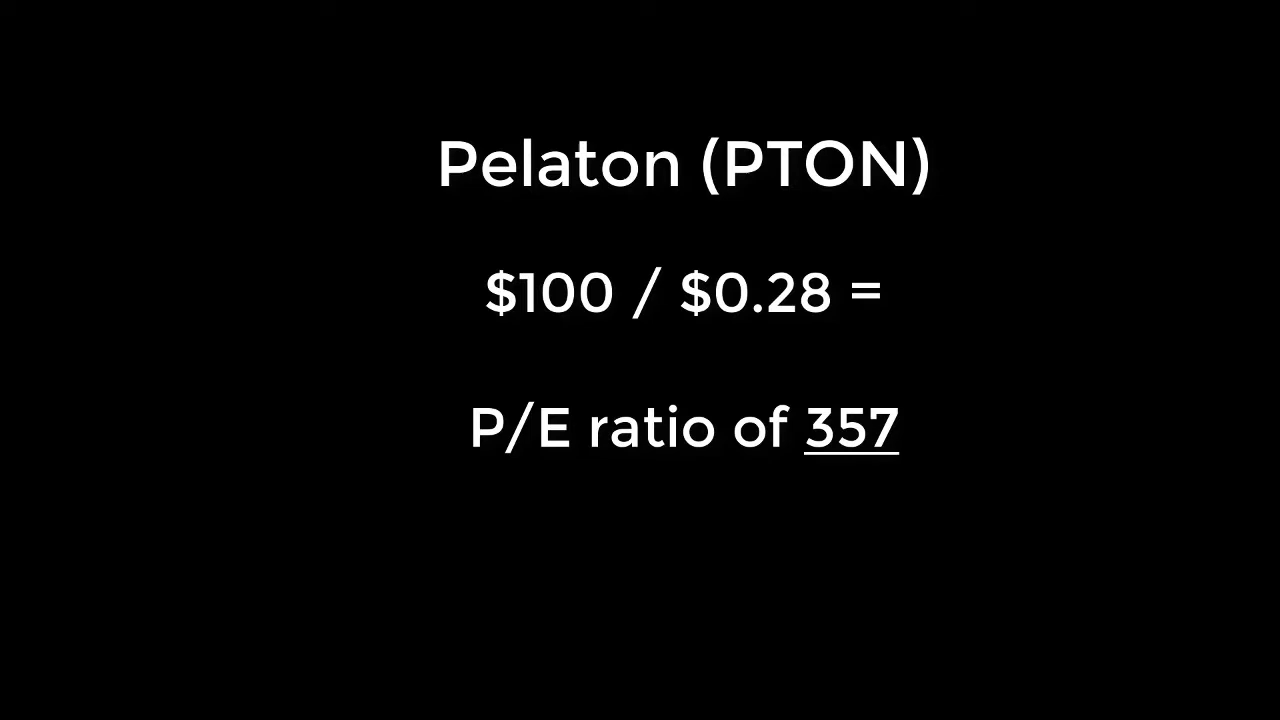 Pelaton (PTON)
$100 / $0.28 =
P/E ratio of 357